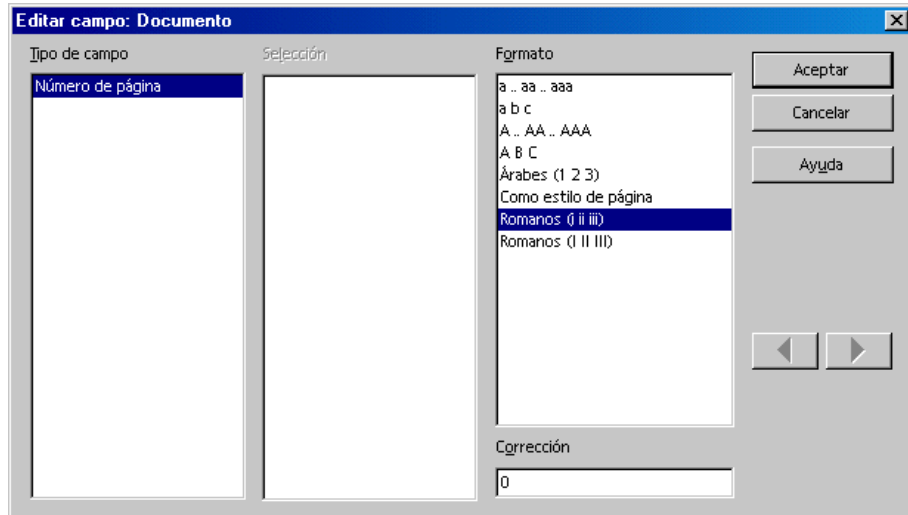 Editar campo: Documento
Tipo de campo
Número de página
Selección
Formato
a .. aa .. aaa
a b c
A .. AA .. AAA
A B C
Árabes (1 2 3)
Como estilo de página
Romanos (i ii iii)
Romanos (I II III)
Corrección
0
Aceptar
Cancelar
Ayuda